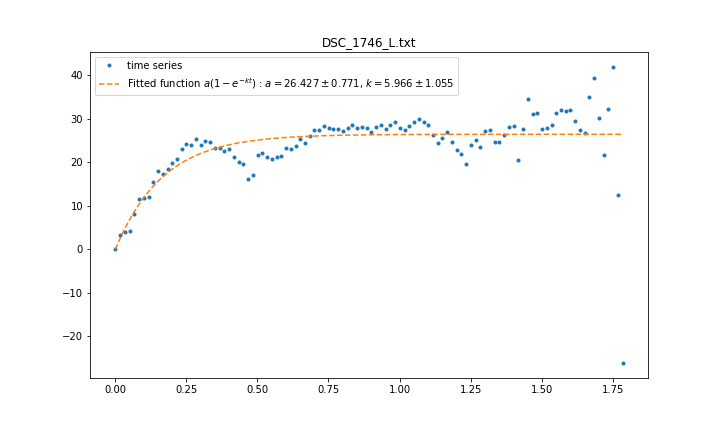 DSC_1746_L.txt
time series
Fitted function a(1 − e^{−kt}) : a = 26.427 ± 0.771, k = 5.966 ± 1.055
40
30
20
10
0
−10
−20
0.00 0.25 0.50 0.75 1.00 1.25 1.50 1.75